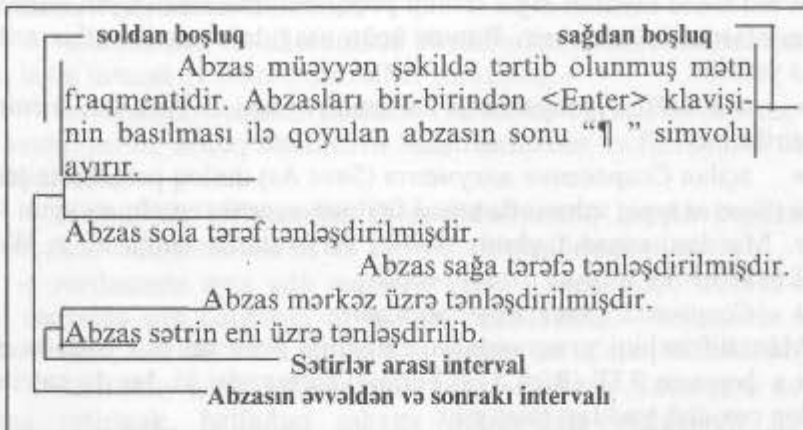 soldan boşluq sağdan boşluq
Abzas müəyyən şəkildə tərtib olunmuş mətn
fraqmentidir. Abzasları bir-birindən <Enter> klavişi-
nin basılması ilə qoyulan abzasın sonu “¶ ” simvolu
ayırır.
Abzas sola tərəf tənləşdirilmişdir.
Abzas sağa tərəfə tənləşdirilmişdir.
Abzas mərkəz üzrə tənləşdirilmişdir.
Abzas sətrin eni üzrə tənləşdirilib.
Sətirlər arası interval
Abzasın əvvəldən və sonrakı intervalı